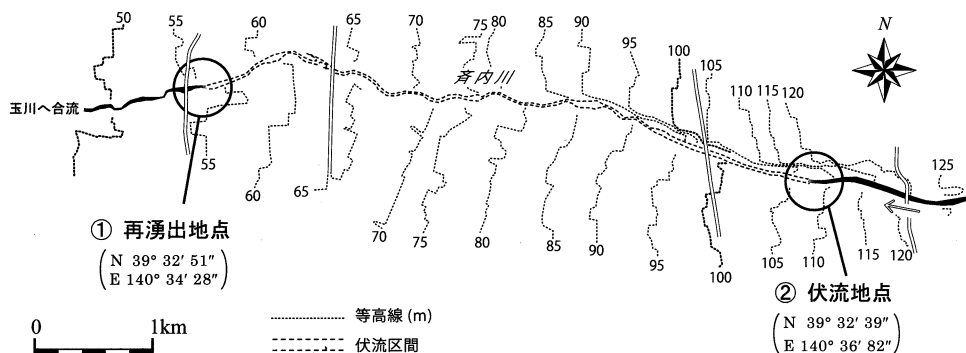 50
55
60
65
70
75
80
85
90
95
100
105
110
115
120
125
N
斉内川
玉川へ合流
55
60
65
70
75
80
85
90
95
100
105
110
115
120
① 再湧出地点
(N 39° 32′ 51″
E 140° 34′ 28″)
② 伏流地点
(N 39° 32′ 39″
E 140° 36′ 82″)
0 1km
等高線 (m)
伏流区間